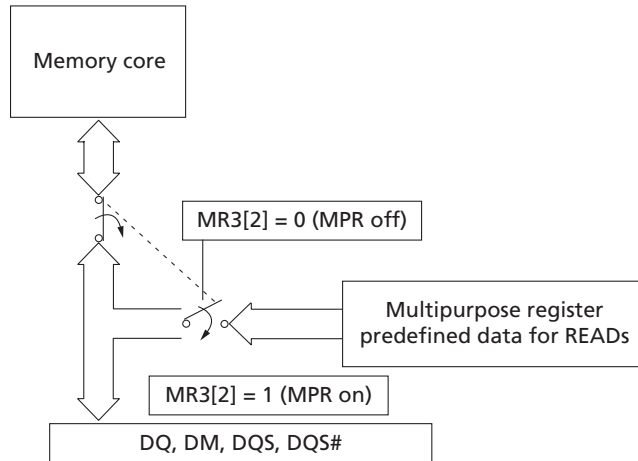 Memory core
MR3[2] = 0 (MPR off)
Multipurpose register
predefined data for READs
MR3[2] = 1 (MPR on)
DQ, DM, DQS, DQS#